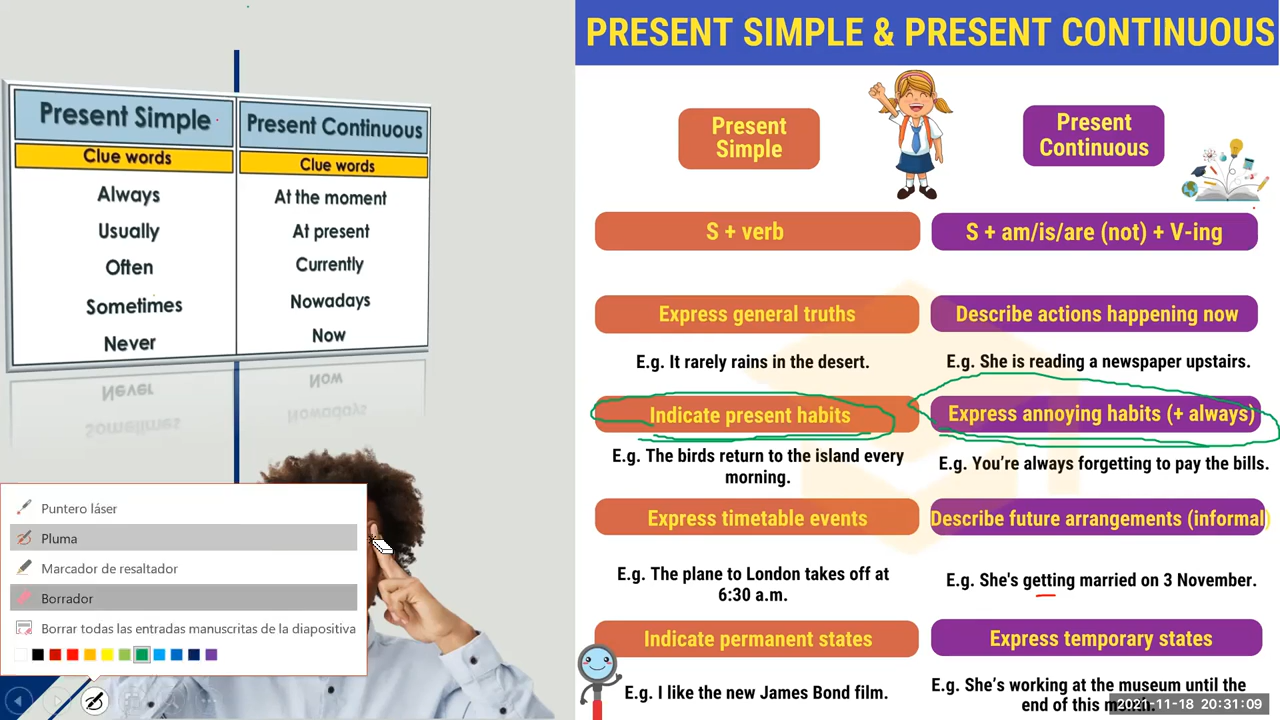 PRESENT SIMPLE & PRESENT CONTINUOUS
Present Simple
Present Continuous
Clue words
Clue words
Always
At the moment
Usually
At present
Often
Currently
Sometimes
Nowadays
Never
Now
Never
Now
Sometimes
Nowadays
Present
Simple
Present
Continuous
S + verb
S + am/is/are (not) + V-ing
Express general truths
Describe actions happening now
E.g. It rarely rains in the desert.
E.g. She is reading a newspaper upstairs.
Indicate present habits
Express annoying habits (+ always)
E.g. The birds return to the island every
morning.
E.g. You're always forgetting to pay the bills.
Express timetable events
Describe future arrangements (informal)
E.g. The plane to London takes off at
6:30 a.m.
E.g. She's getting married on 3 November.
Indicate permanent states
Express temporary states
E.g. I like the new James Bond film.
E.g. She's working at the museum until the
end of this month.
Puntero láser
Pluma
Marcador de resaltador
Borrador
Borrar todas las entradas manuscritas de la diapositiva
2021-11-18 20:31:09